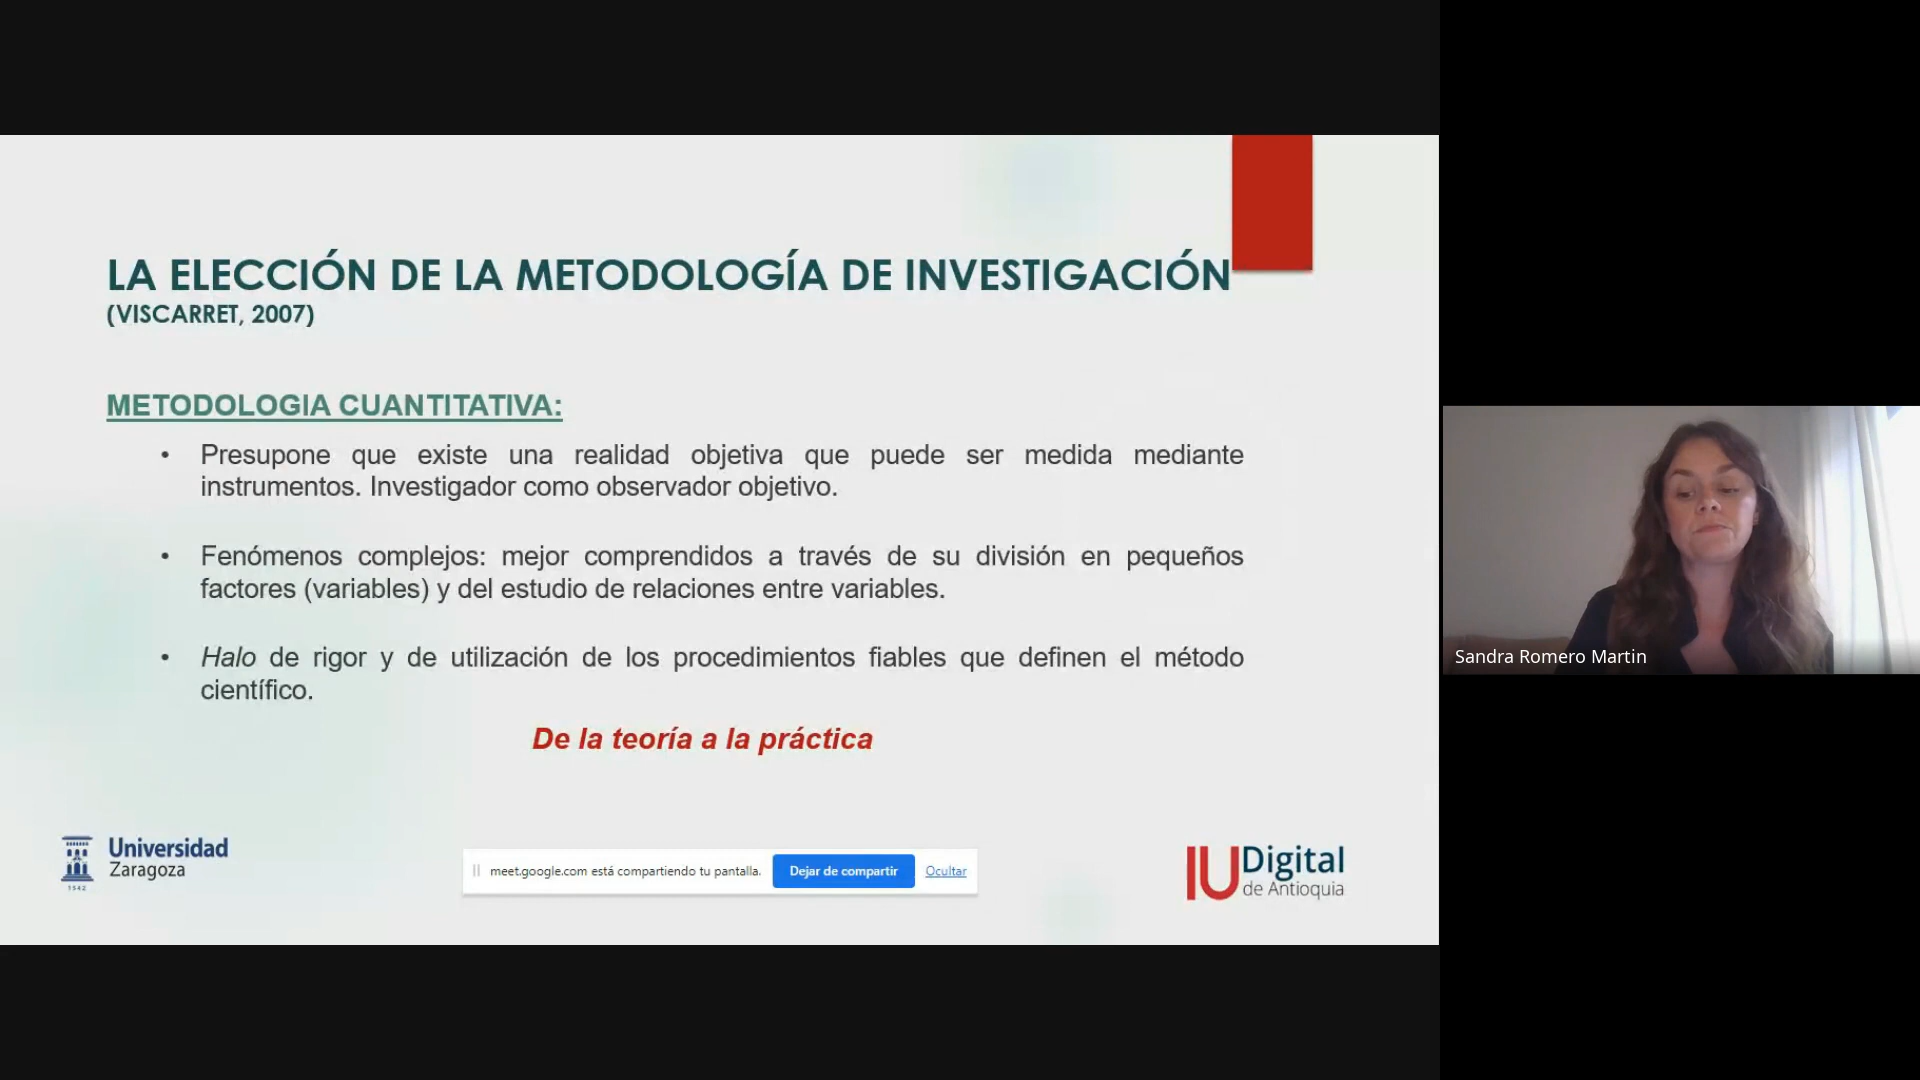 LA ELECCIÓN DE LA METODOLOGÍA DE INVESTIGACIÓN
(VISCARRET, 2007)
METODOLOGIA CUANTITATIVA:
• Presupone que existe una realidad objetiva que puede ser medida mediante
instrumentos. Investigador como observador objetivo.
• Fenómenos complejos: mejor comprendidos a través de su división en pequeños
factores (variables) y del estudio de relaciones entre variables.
• Halo de rigor y de utilización de los procedimientos fiables que definen el método
científico.
De la teoría a la práctica
Universidad
Zaragoza
1542
meet.google.com está compartiendo tu pantalla. Dejar de compartir Ocultar
IU Digital
de Antioquia
Sandra Romero Martin